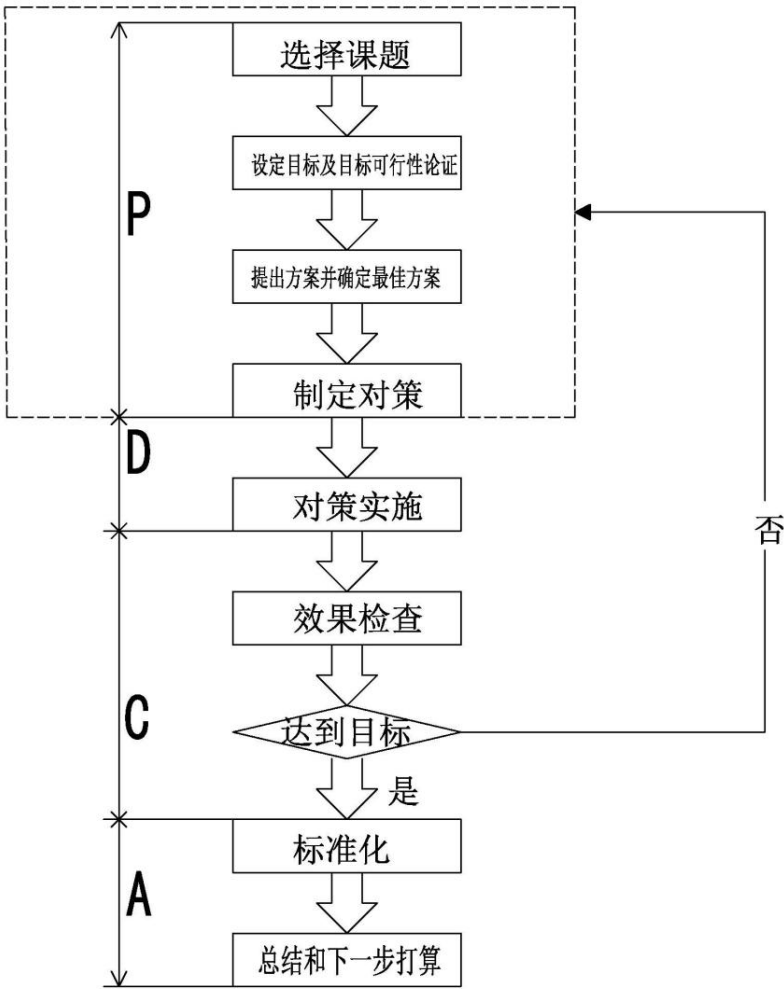 选择课题
设定目标及目标可行性论证
P
提出方案并确定最佳方案
制定对策
D
对策实施
否
效果检查
C
达到目标
是
标准化
A
总结和下一步打算